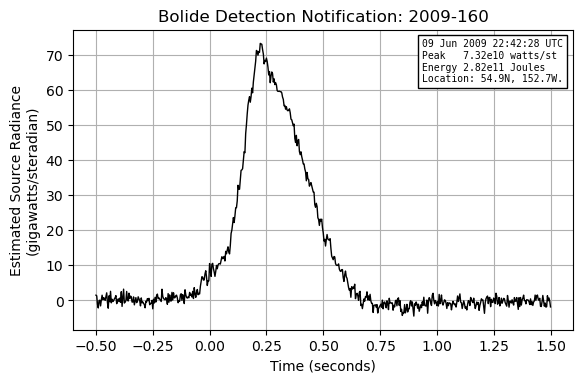 Bolide Detection Notification: 2009-160
09 Jun 2009 22:42:28 UTC
Peak 7.32e10 watts/st
Energy 2.82e11 Joules
Location: 54.9N, 152.7W.
Estimated Source Radiance
(gigawatts/steradian)
70
60
50
40
30
20
10
0
−0.50 −0.25 0.00 0.25 0.50 0.75 1.00 1.25 1.50
Time (seconds)